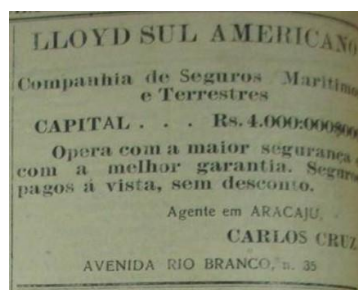 LLOYD SUL AMERICANO
Companhia de Seguros Maritimo
e Terrestres
CAPITAL . . . Rs. 4.000:000$000
Opera com a maior segurança e
com a melhor garantia. Seguros
pagos á vista, sem desconto.
Agente em ARACAJU,
CARLOS CRUZ
AVENIDA RIO BRANCO, n. 35